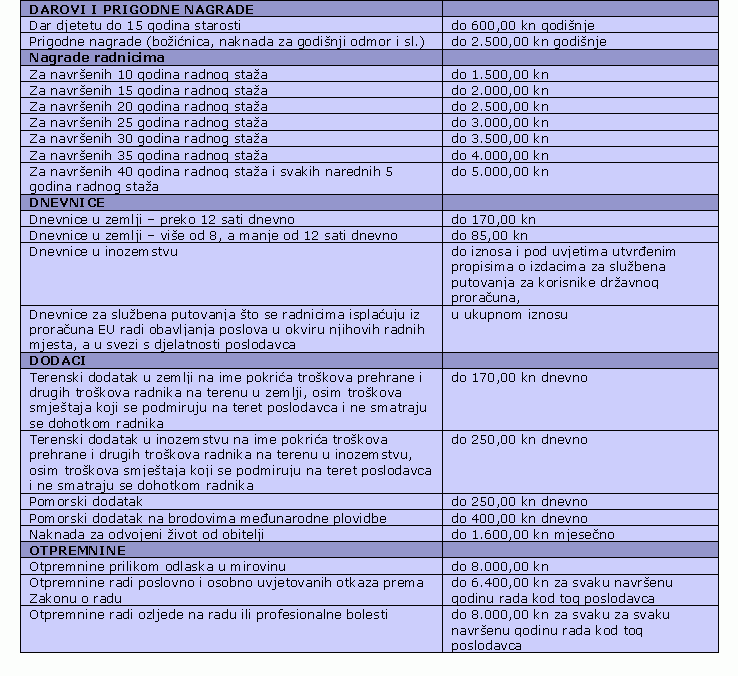 DAROVI I PRIGODNE NAGRADE
Dar djetetu do 15 godina starosti do 600,00 kn godišnje
Prigodne nagrade (božićnica, naknada za godišnji odmor i sl.) do 2.500,00 kn godišnje
Nagrade radnicima
Za navršenih 10 godina radnog staža do 1.500,00 kn
Za navršenih 15 godina radnog staža do 2.000,00 kn
Za navršenih 20 godina radnog staža do 2.500,00 kn
Za navršenih 25 godina radnog staža do 3.000,00 kn
Za navršenih 30 godina radnog staža do 3.500,00 kn
Za navršenih 35 godina radnog staža do 4.000,00 kn
Za navršenih 40 godina radnog staža i svakih narednih 5
godina radnog staža
do 5.000,00 kn
DNEVNICE
Dnevnice u zemlji – preko 12 sati dnevno do 170,00 kn
Dnevnice u zemlji – više od 8, a manje od 12 sati dnevno do 85,00 kn
Dnevnice u inozemstvu
do iznosa i pod uvjetima utvrđenim
propisima o izdacima za službena
putovanja za korisnike državnog
proračuna,
Dnevnice za službena putovanja što se radnicima isplaćuju iz
proračuna EU radi obavljanja poslova u okviru njihovih radnih
mjesta, a u svezi s djelatnosti poslodavca
u ukupnom iznosu
DODACI
Terenski dodatak u zemlji na ime pokrića troškova prehrane i
drugih troškova radnika na terenu u zemlji, osim troškova
smještaja koji se podmiruju na teret poslodavca i ne smatraju
se dohotkom radnika
do 170,00 kn dnevno
Terenski dodatak u inozemstvu na ime pokrića troškova
prehrane i drugih troškova radnika na terenu u inozemstvu,
osim troškova smještaja koji se podmiruju na teret poslodavca
i ne smatraju se dohotkom radnika
do 250,00 kn dnevno
Pomorski dodatak do 250,00 kn dnevno
Pomorski dodatak na brodovima međunarodne plovidbe do 400,00 kn dnevno
Naknada za odvojeni život od obitelji do 1.600,00 kn mjesečno
OTPREMNINE
Otpremnine prilikom odlaska u mirovinu do 8.000,00 kn
Otpremnine radi poslovno i osobno uvjetovanih otkaza prema
Zakonu o radu
do 6.400,00 kn za svaku navršenu
godinu rada kod tog poslodavca
Otpremnine radi ozljede na radu ili profesionalne bolesti
do 8.000,00 kn za svaku za svaku
navršenu godinu rada kod tog
poslodavca